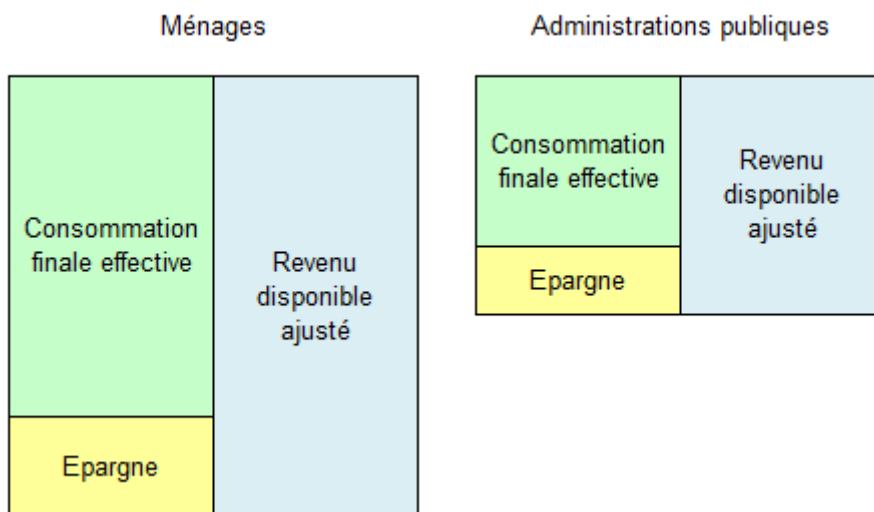 Ménages
Consommation
finale effective
Epargne
Revenu
disponible
ajusté
Administrations publiques
Consommation
finale effective
Epargne
Revenu
disponible
ajusté